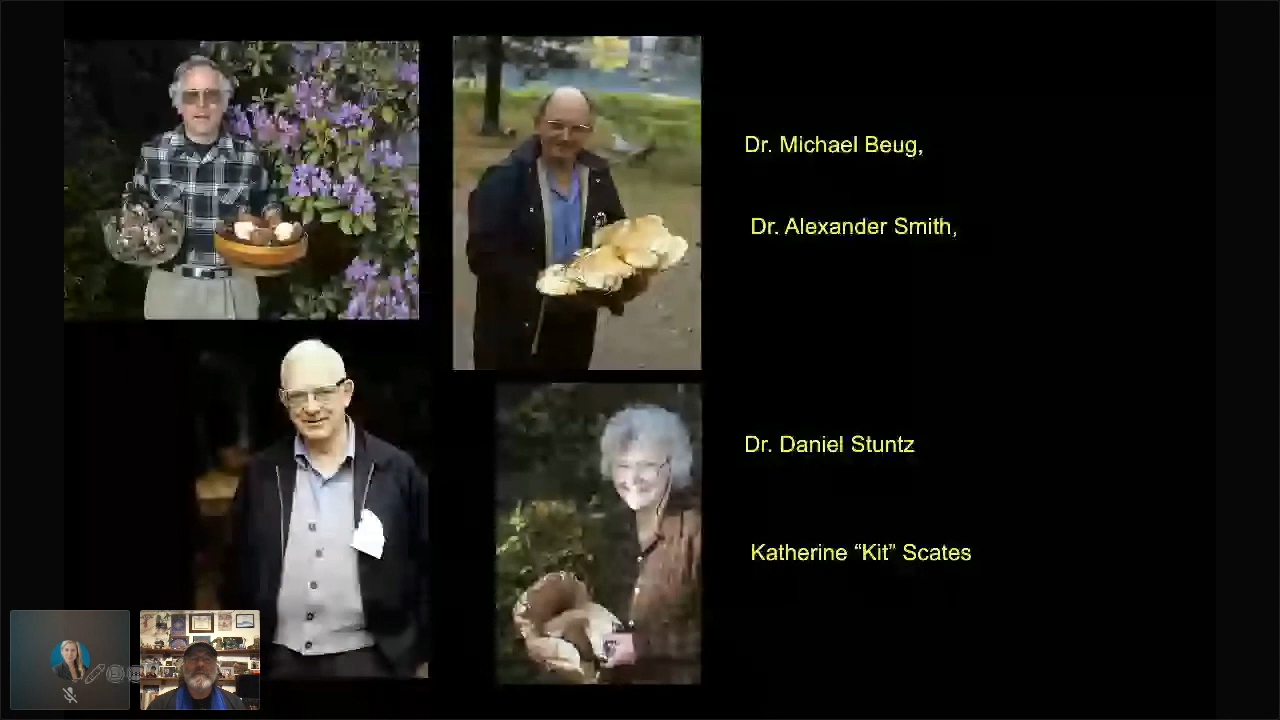 Dr. Michael Beug,
Dr. Alexander Smith,
Dr. Daniel Stuntz
Katherine “Kit” Scates